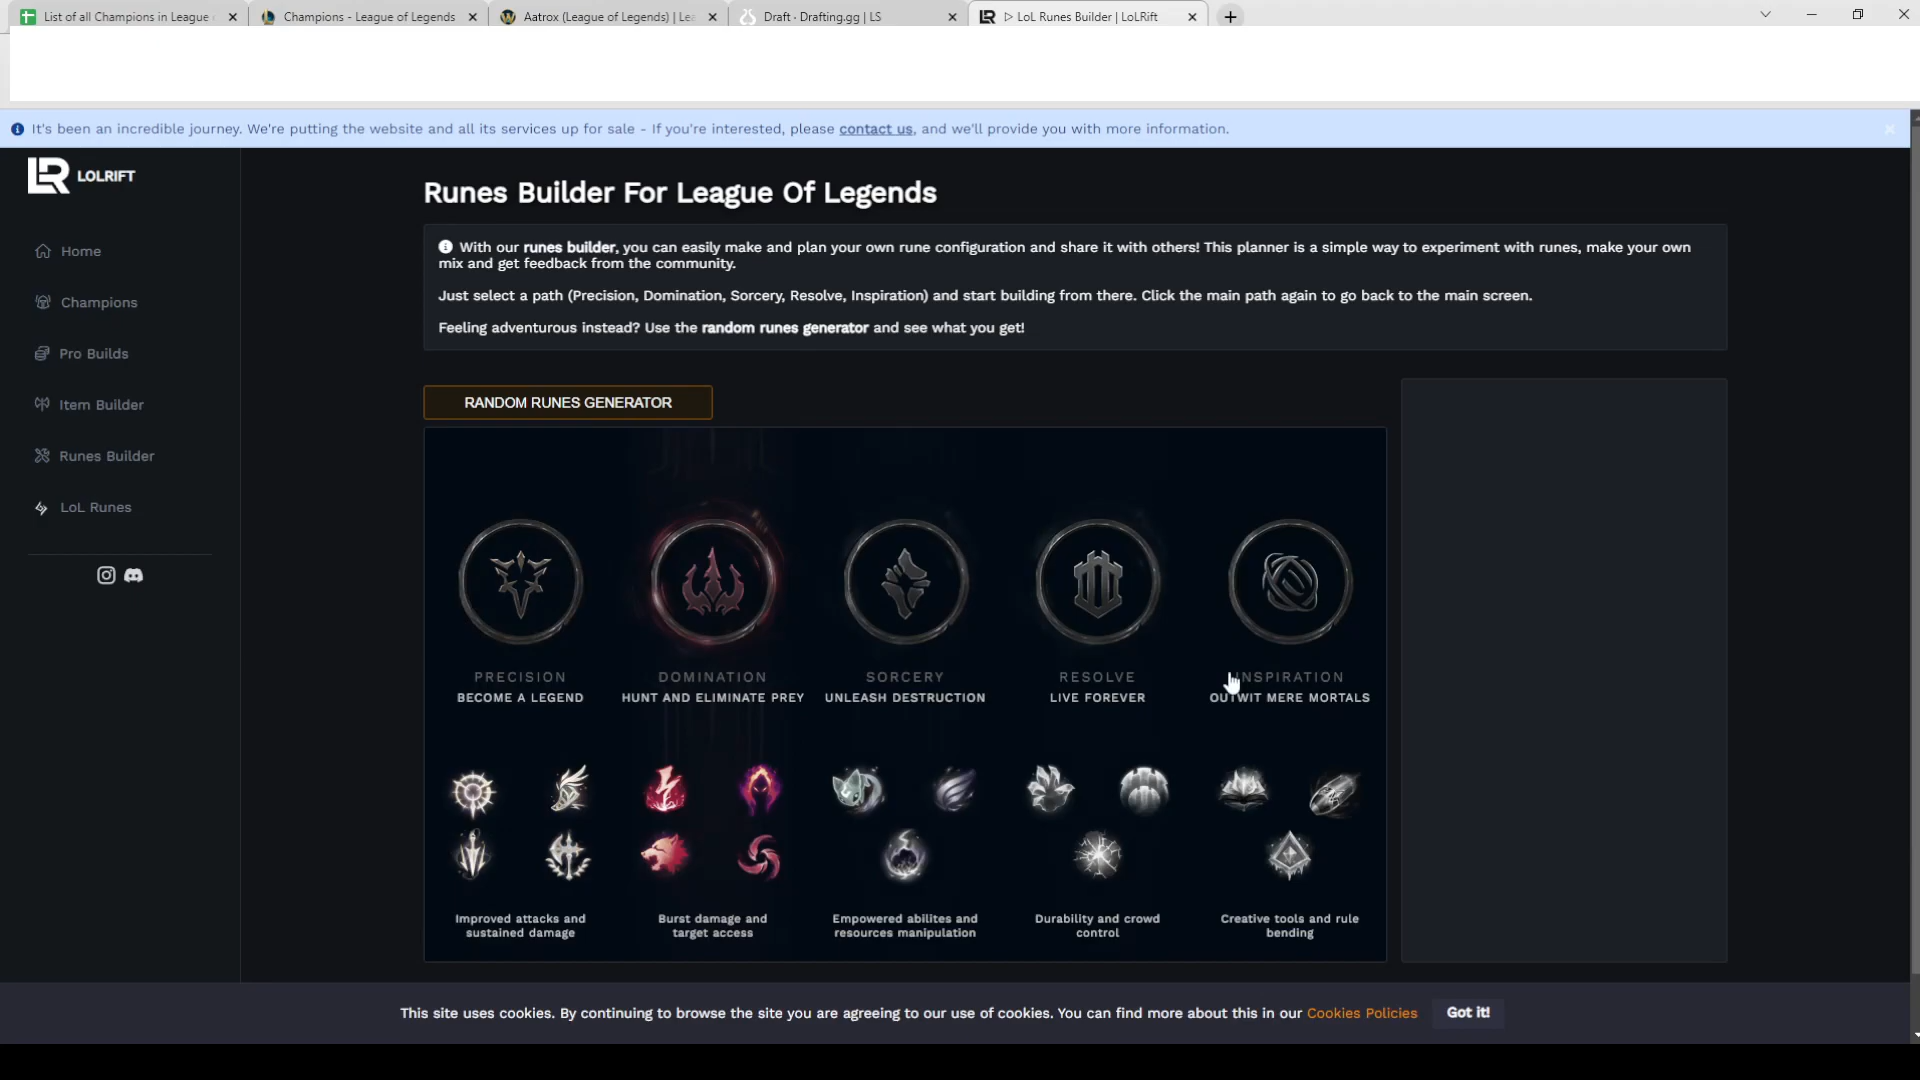 List of all Champions in League
Champions - League of Legends
Aatrox (League of Legends) | Lea
Draft · Drafting.gg | LS
▷ LoL Runes Builder | LoLRift
It's been an incredible journey. We're putting the website and all its services up for sale - If you're interested, please contact us, and we'll provide you with more information.
LR LOLRIFT
Home
Champions
Pro Builds
Item Builder
Runes Builder
LoL Runes
Runes Builder For League Of Legends
With our runes builder, you can easily make and plan your own rune configuration and share it with others! This planner is a simple way to experiment with runes, make your own
mix and get feedback from the community.
Just select a path (Precision, Domination, Sorcery, Resolve, Inspiration) and start building from there. Click the main path again to go back to the main screen.
Feeling adventurous instead? Use the random runes generator and see what you get!
RANDOM RUNES GENERATOR
PRECISION
BECOME A LEGEND
DOMINATION
HUNT AND ELIMINATE PREY
SORCERY
UNLEASH DESTRUCTION
RESOLVE
LIVE FOREVER
INSPIRATION
OUTWIT MERE MORTALS
Improved attacks and
sustained damage
Burst damage and
target access
Empowered abilites and
resources manipulation
Durability and crowd
control
Creative tools and rule
bending
This site uses cookies. By continuing to browse the site you are agreeing to our use of cookies. You can find more about this in our Cookies Policies
Got it!